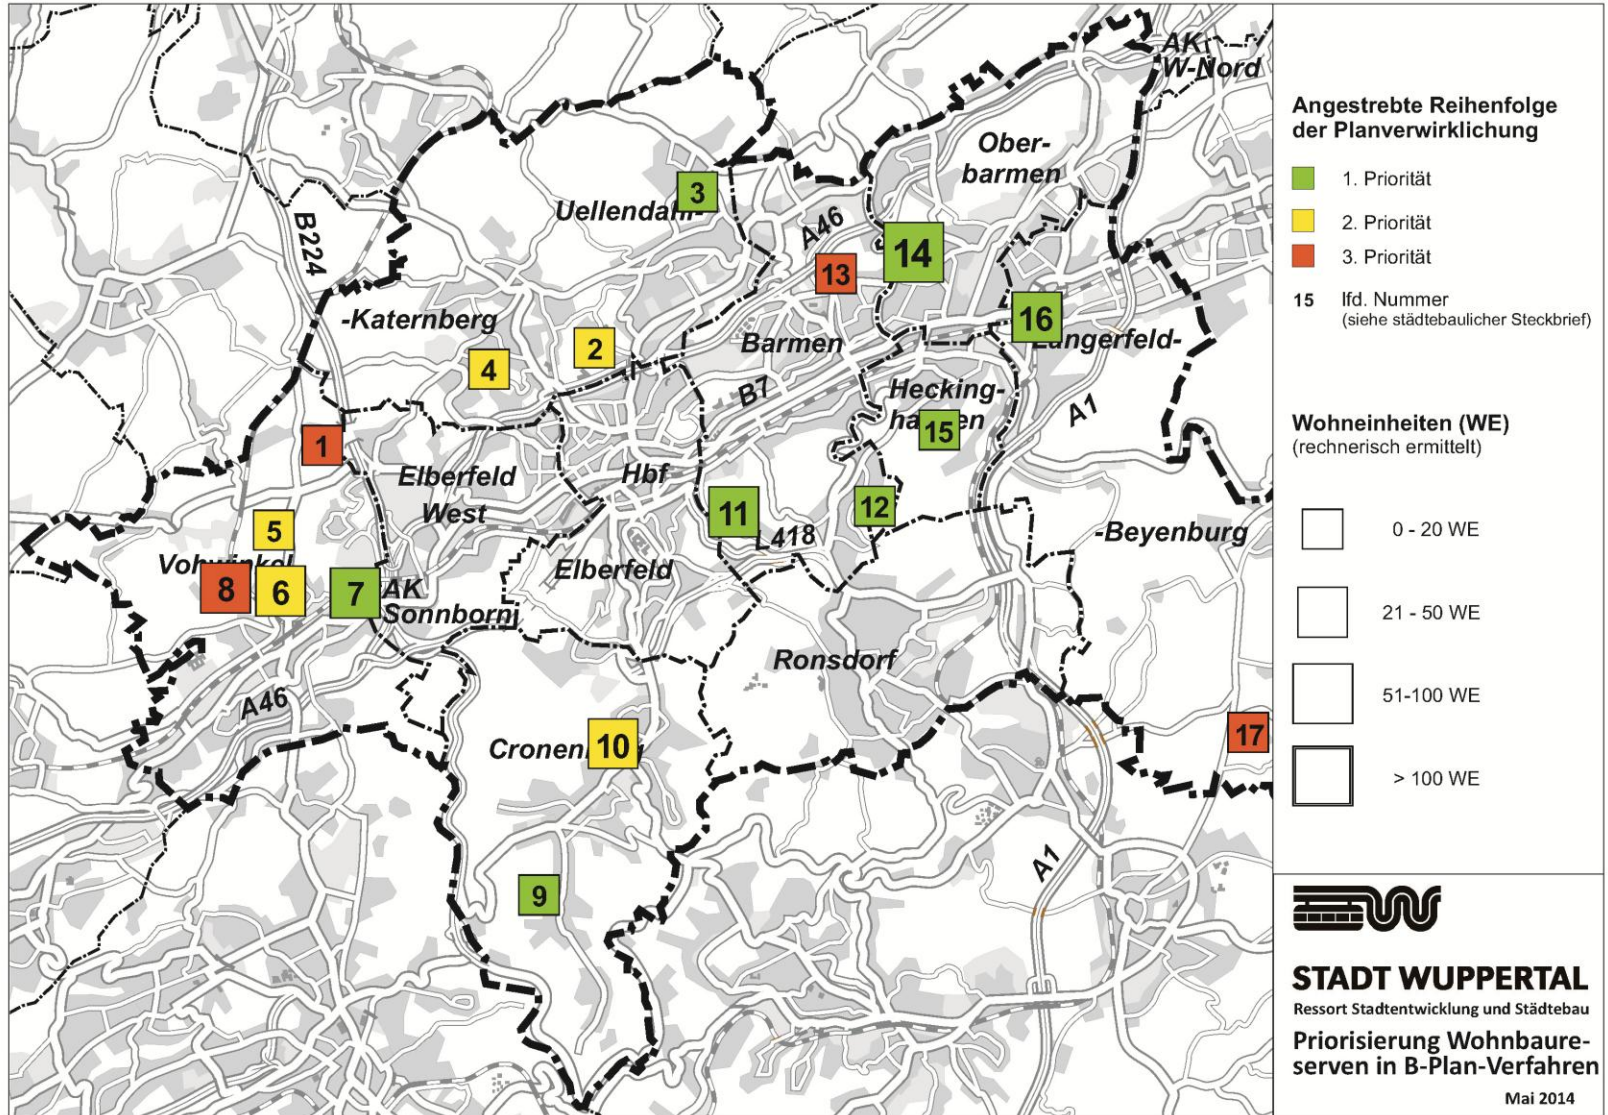 AK
W-Nord
Ober-
barmen
3
Uellendahl-
A46
B224
14
13
16
-Katernberg
2
Barmen
Langerfeld-
4
B7
Hecking-
hausen
A1
15
1
Elberfeld
West
Hbf
11
12
5
L418
-Beyenburg
Vohwinkel
Elberfeld
8
6
7
AK
Sonnborn
Ronsdorf
A46
17
Cronenberg
10
A1
9
Angestrebte Reihenfolge
der Planverwirklichung
1. Priorität
2. Priorität
3. Priorität
15 lfd. Nummer
(siehe städtebaulicher Steckbrief)
Wohneinheiten (WE)
(rechnerisch ermittelt)
0 - 20 WE
21 - 50 WE
51-100 WE
> 100 WE
STADT WUPPERTAL
Ressort Stadtentwicklung und Städtebau
Priorisierung Wohnbaure-
serven in B-Plan-Verfahren
Mai 2014